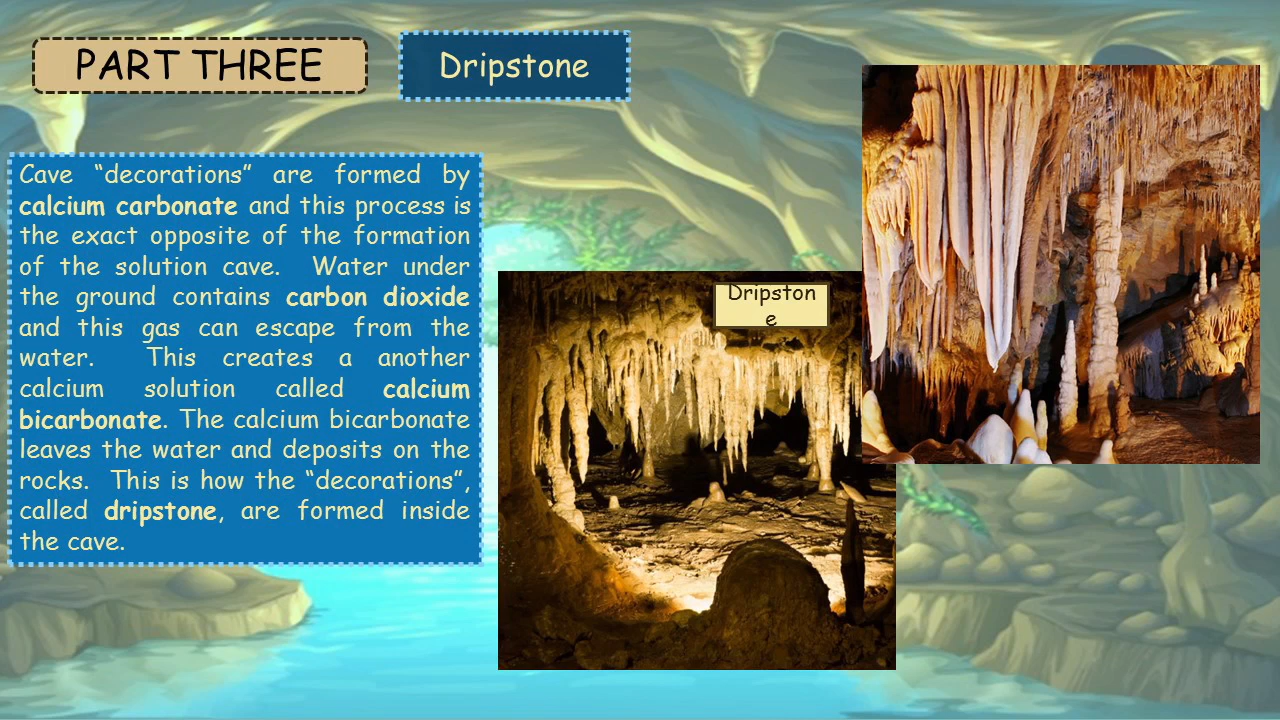 PART THREE
Dripstone
Cave “decorations” are formed by
calcium carbonate and this process is
the exact opposite of the formation
of the solution cave. Water under
the ground contains carbon dioxide
and this gas can escape from the
water. This creates a another
calcium solution called calcium
bicarbonate. The calcium bicarbonate
leaves the water and deposits on the
rocks. This is how the “decorations”,
called dripstone, are formed inside
the cave.
Dripston
e